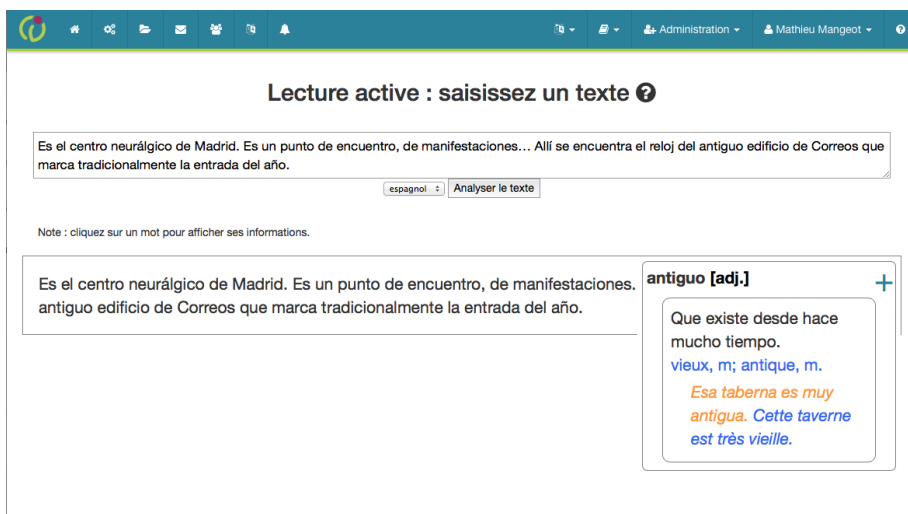 Administration Mathieu Mangeot
Lecture active : saisissez un texte ?
Es el centro neurálgico de Madrid. Es un punto de encuentro, de manifestaciones… Allí se encuentra el reloj del antiguo edificio de Correos que
marca tradicionalmente la entrada del año.
espagnol Analyser le texte
Note : cliquez sur un mot pour afficher ses informations.
Es el centro neurálgico de Madrid. Es un punto de encuentro, de manifestaciones.
antiguo edificio de Correos que marca tradicionalmente la entrada del año.
antiguo [adj.] +
Que existe desde hace
mucho tiempo.
vieux, m; antique, m.
Esa taberna es muy
antigua. Cette taverne
est très vieille.